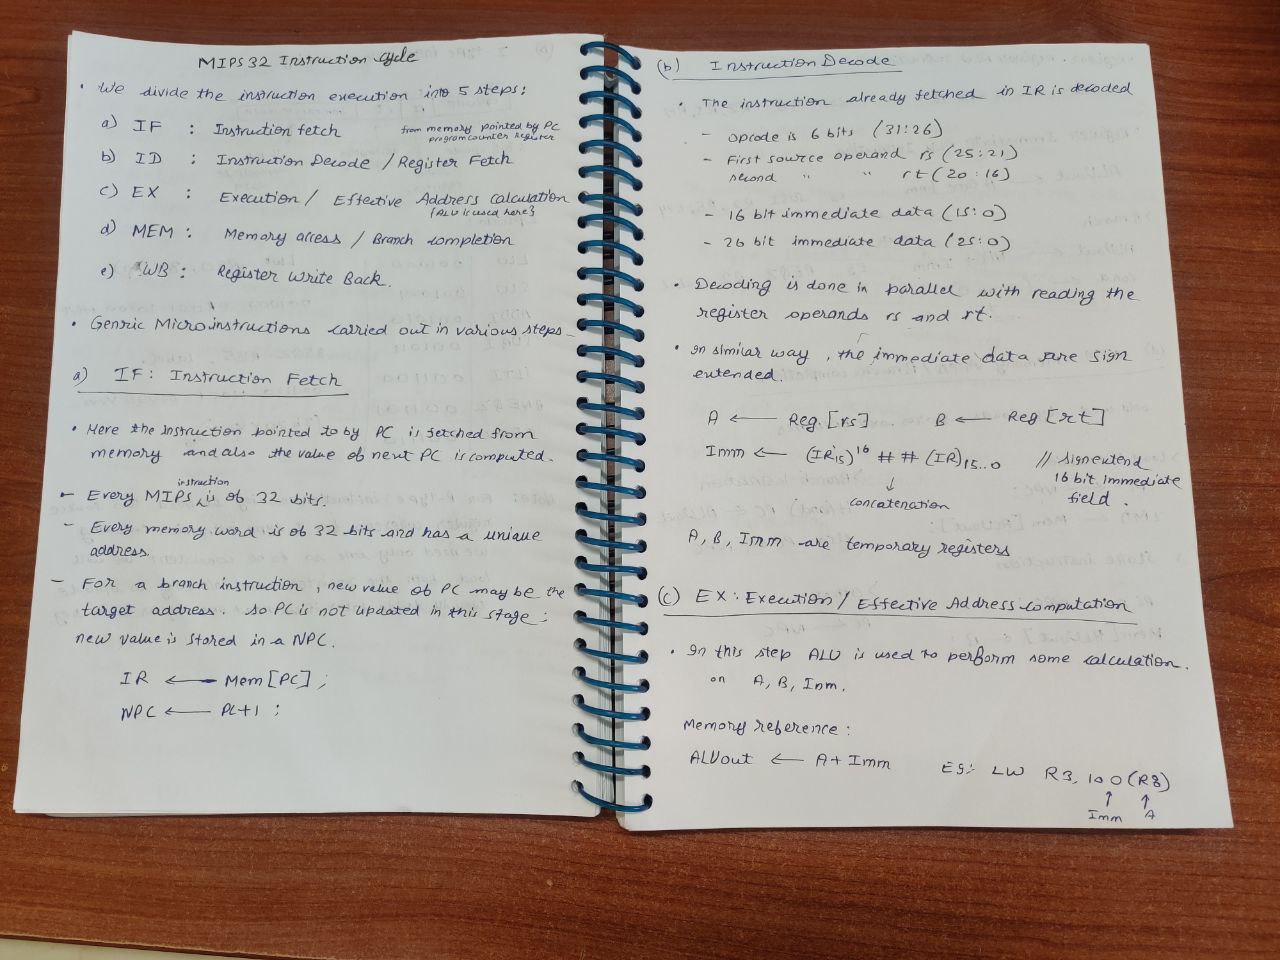 MIPS32 Instruction cycle
• We divide the instruction execution into 5 steps:
a) IF : Instruction fetch from memory pointed by PC
program counter register
b) ID : Instruction Decode / Register Fetch
c) EX : Execution / Effective Address calculation
{ALU is used here}
d) MEM : Memory access / Branch completion
e) WB : Register Write Back.
• Genric Microinstructions carried out in various steps
a) IF : Instruction Fetch
• Here the instruction pointed to by PC is fetched from
memory and also the value of next PC is computed.
instruction
- Every MIPS is of 32 bits.
- Every memory word is of 32 bits and has a unique
address.
- For a branch instruction, new value of PC may be the
target address. so PC is not updated in this stage;
new value is stored in a NPC.
IR ← Mem [PC] ;
NPC ← PC+1 ;
(b) Instruction Decode
• The instruction already fetched in IR is decoded
- opcode is 6 bits (31:26)
- First source operand rs (25:21)
second " " rt (20:16)
- 16 bit immediate data (15:0)
- 26 bit immediate data (25:0)
• Decoding is done in parallel with reading the
register operands rs and rt.
• In similar way, the immediate data are sign
extended.
A ← Reg [rs] B ← Reg [rt]
Imm ← (IR15)^16 ## (IR)15..0 // sign extend
16 bit immediate
field.
↓
concatenation
A, B, Imm are temporary registers
(c) EX : Execution / Effective Address Computation
• In this step ALU is used to perform some calculation.
on A, B, Imm.
Memory reference :
ALUout ← A + Imm Eg:- LW R3, 100(R8)
↑ ↑
Imm A